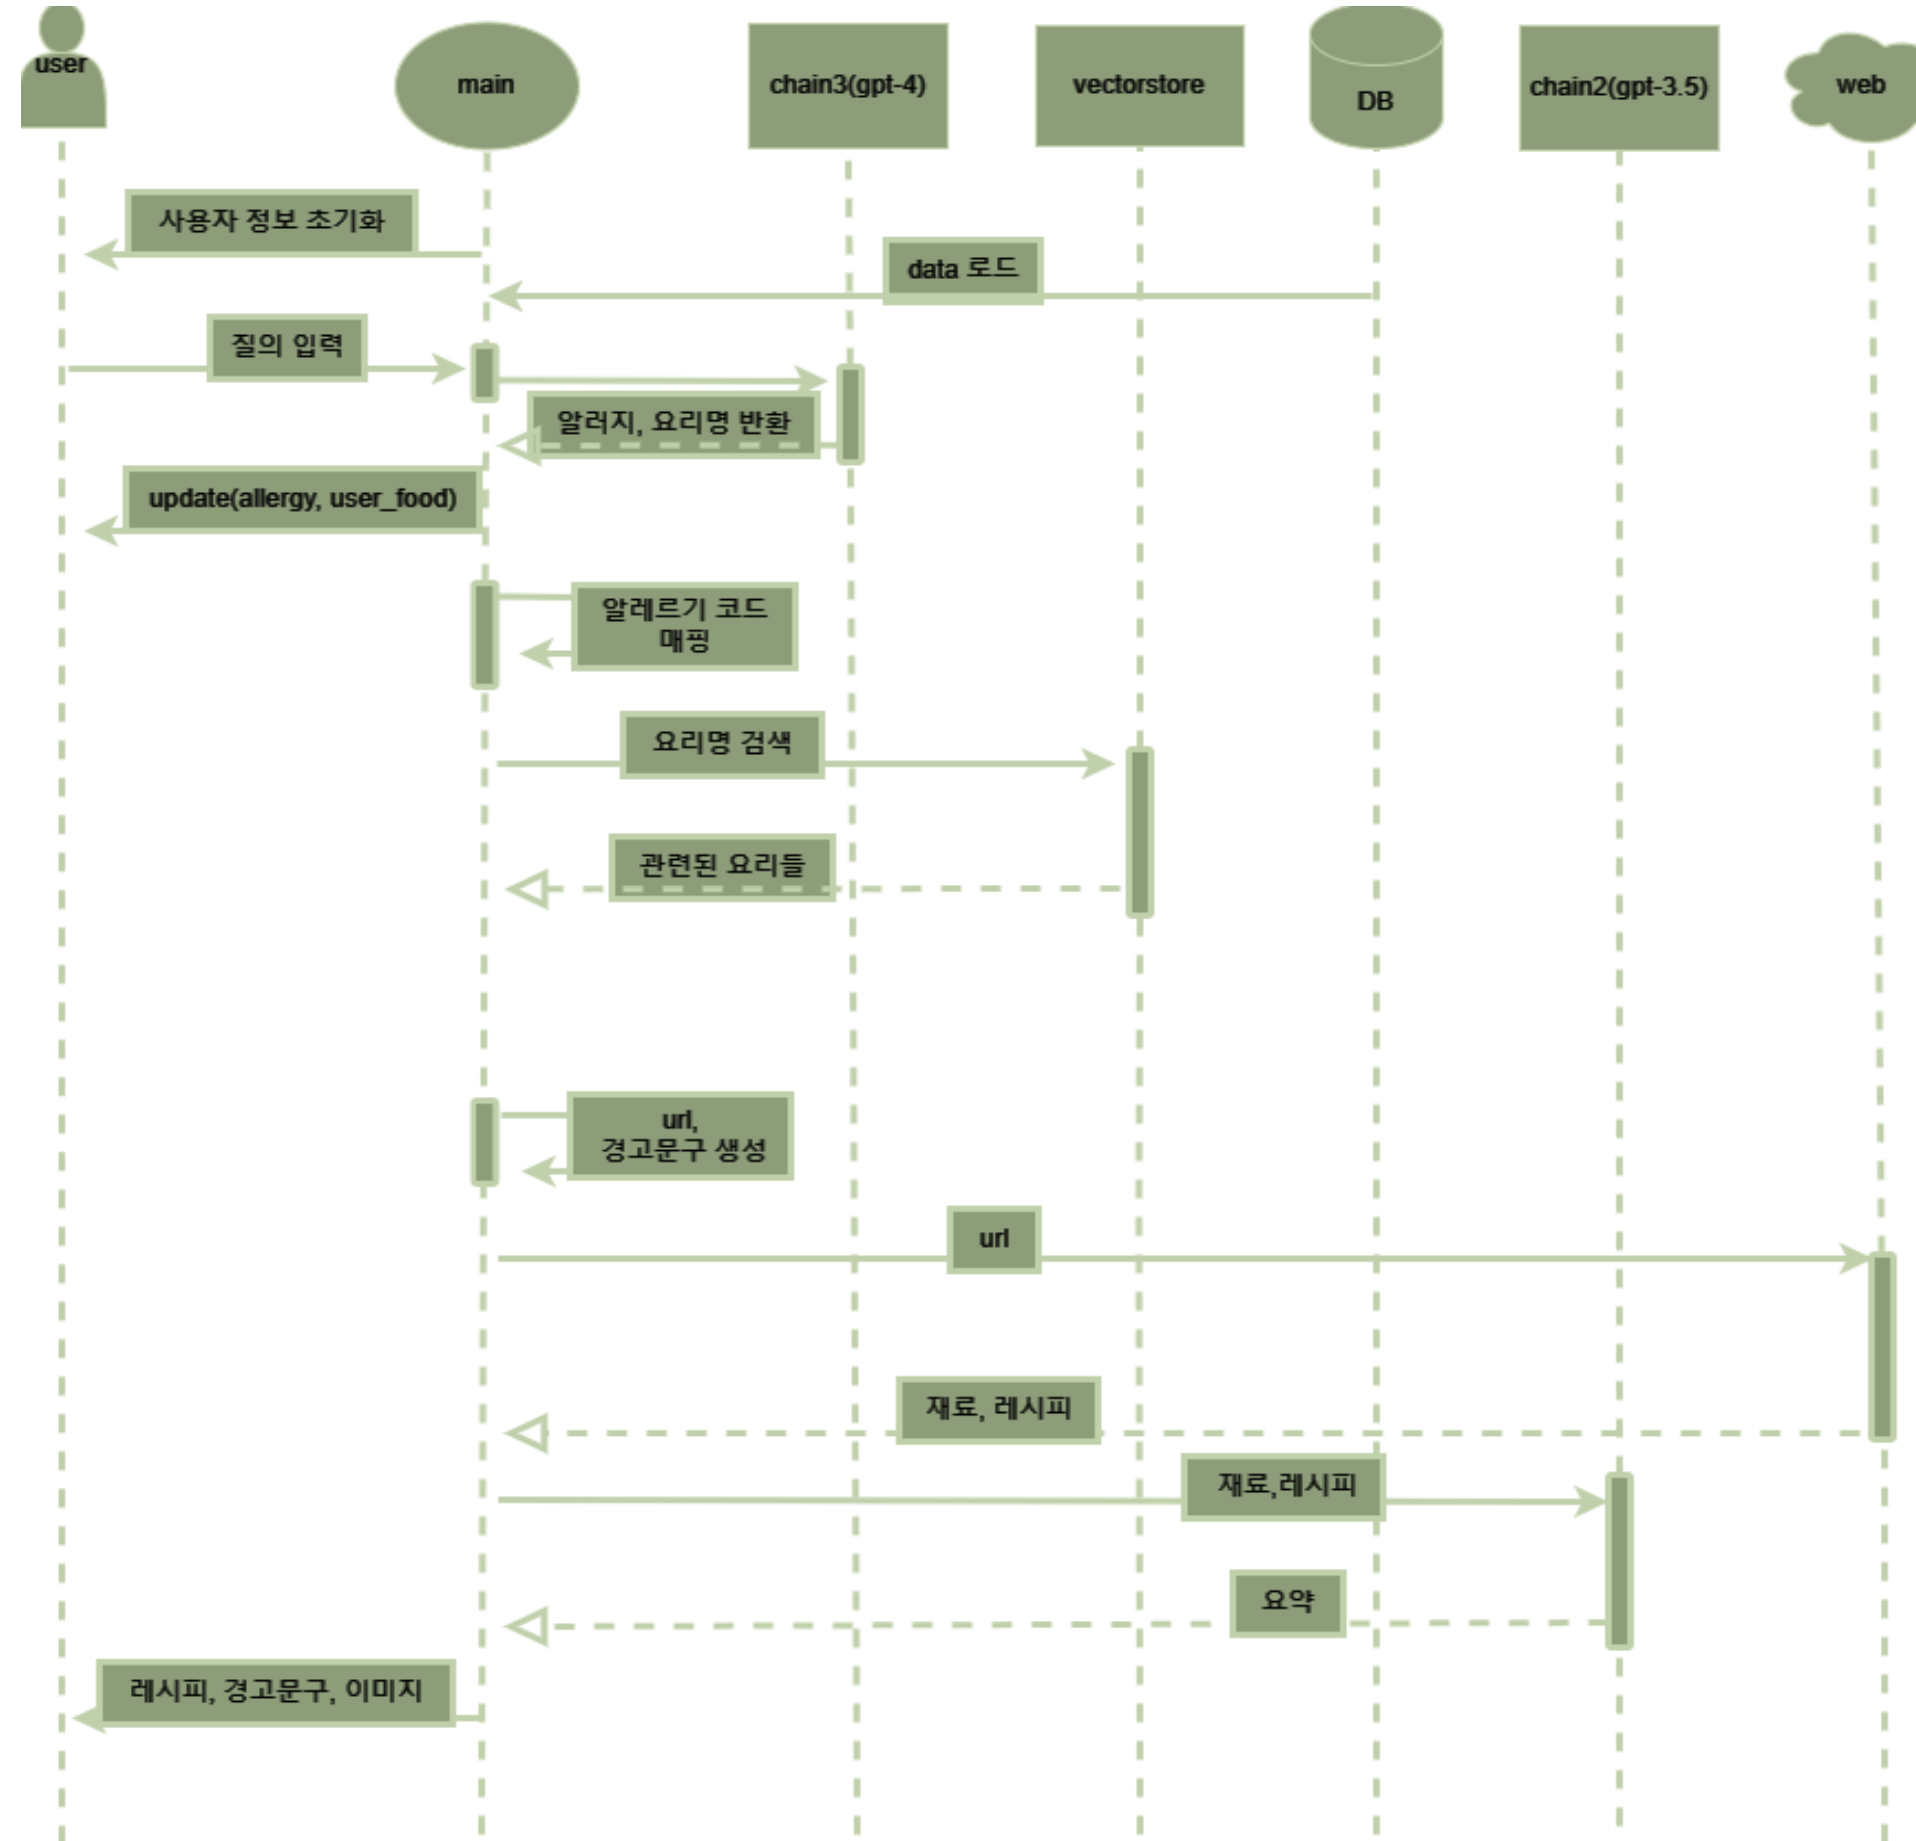 user
main
chain3(gpt-4)
vectorstore
DB
chain2(gpt-3.5)
web
사용자 정보 초기화
data 로드
질의 입력
알러지, 요리명 반환
update(allergy, user_food)
알레르기 코드
매핑
요리명 검색
관련된 요리들
url,
경고문구 생성
url
재료, 레시피
재료,레시피
요약
레시피, 경고문구, 이미지